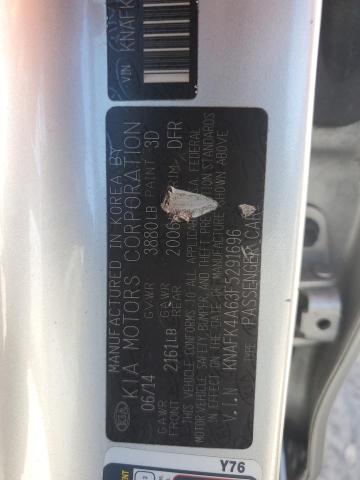 VIN KNAFK
MANUFACTURED IN KOREA BY
KIA KIA MOTORS CORPORATION
06/14 GVWR 3880LB PAINT 3D
GAWR FRONT 2161LB GAWR REAR 2006 DFR
THIS VEHICLE CONFORMS TO ALL APPLICABLE FEDERAL
MOTOR VEHICLE SAFETY, BUMPER, AND THEFT PREVENTION STANDARDS
IN EFFECT ON THE DATE OF MANUFACTURE SHOWN ABOVE
V.I.N KNAFK4A63F5291696
TYPE PASSENGER CAR
Y76